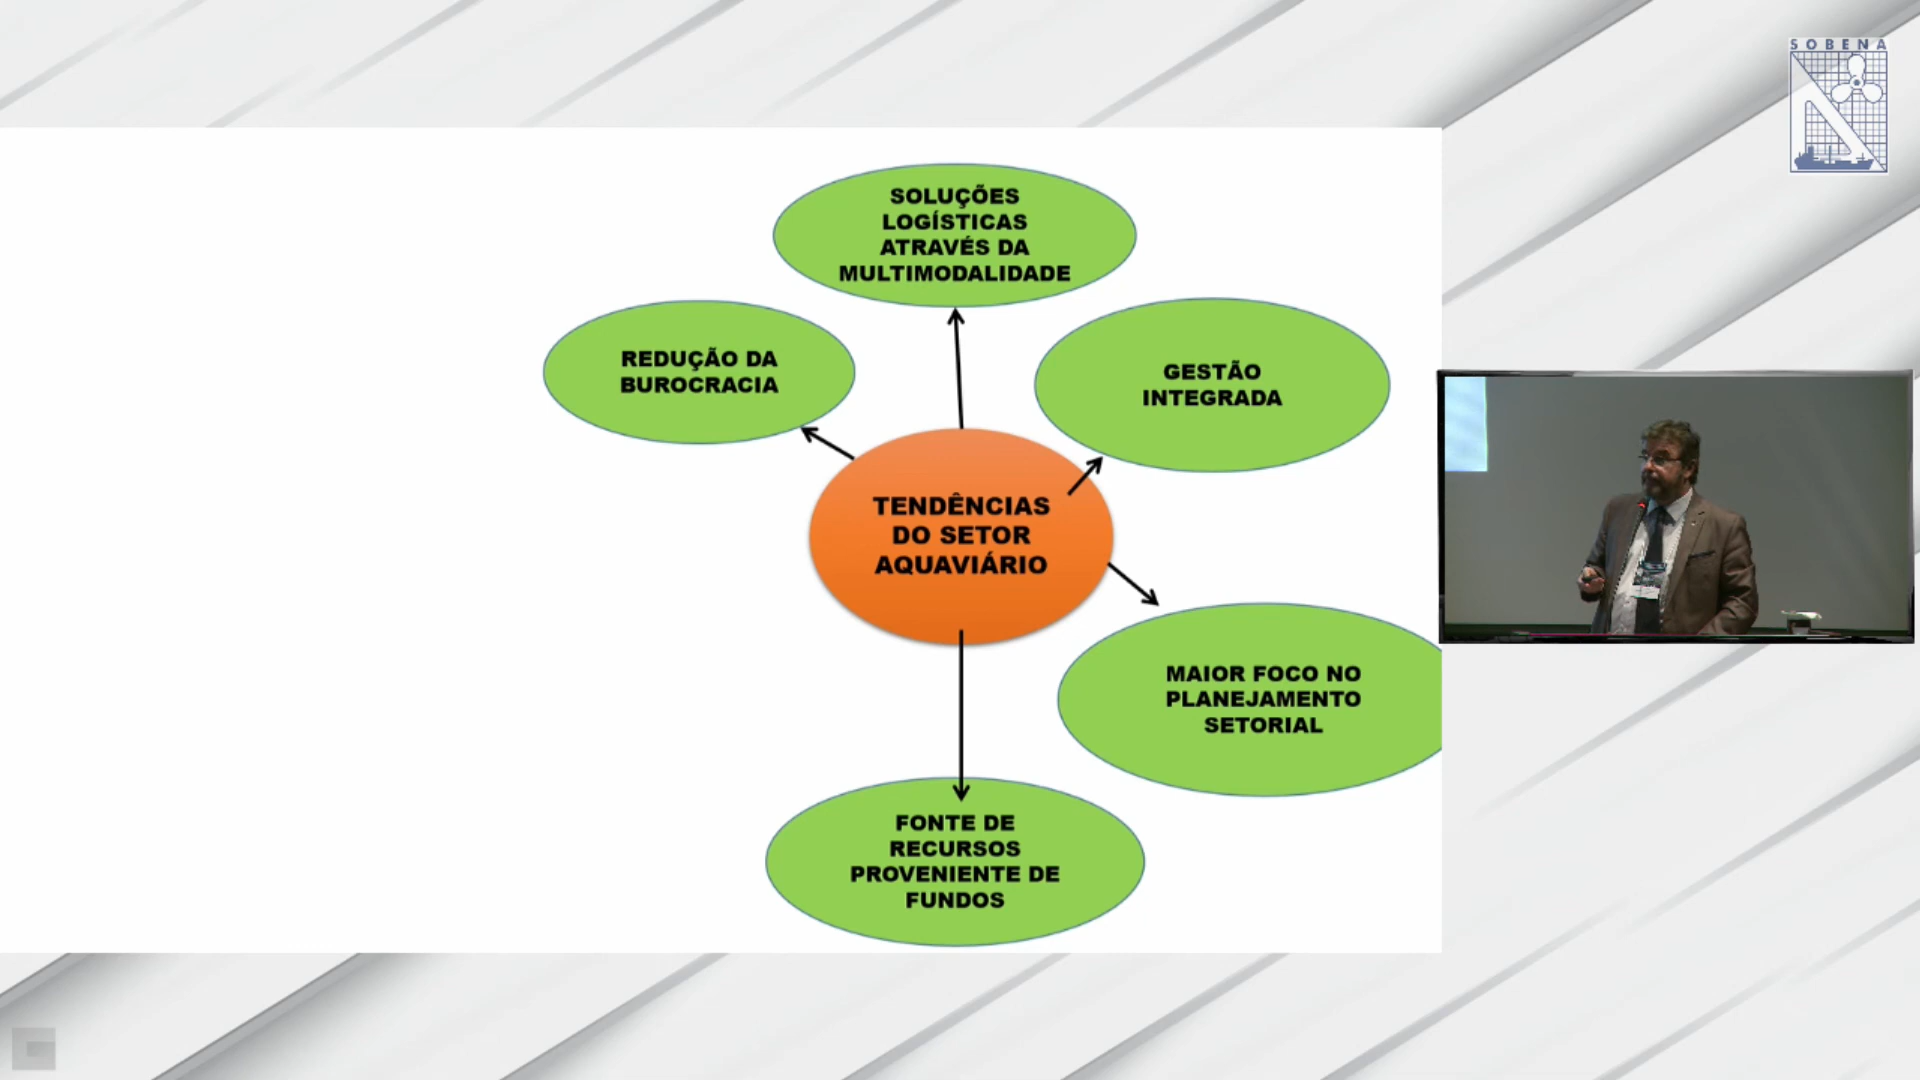 SOBENA
SOLUÇÕES
LOGÍSTICAS
ATRAVÉS DA
MULTIMODALIDADE
REDUÇÃO DA
BUROCRACIA
GESTÃO
INTEGRADA
TENDÊNCIAS
DO SETOR
AQUAVIÁRIO
MAIOR FOCO NO
PLANEJAMENTO
SETORIAL
FONTE DE
RECURSOS
PROVENIENTE DE
FUNDOS